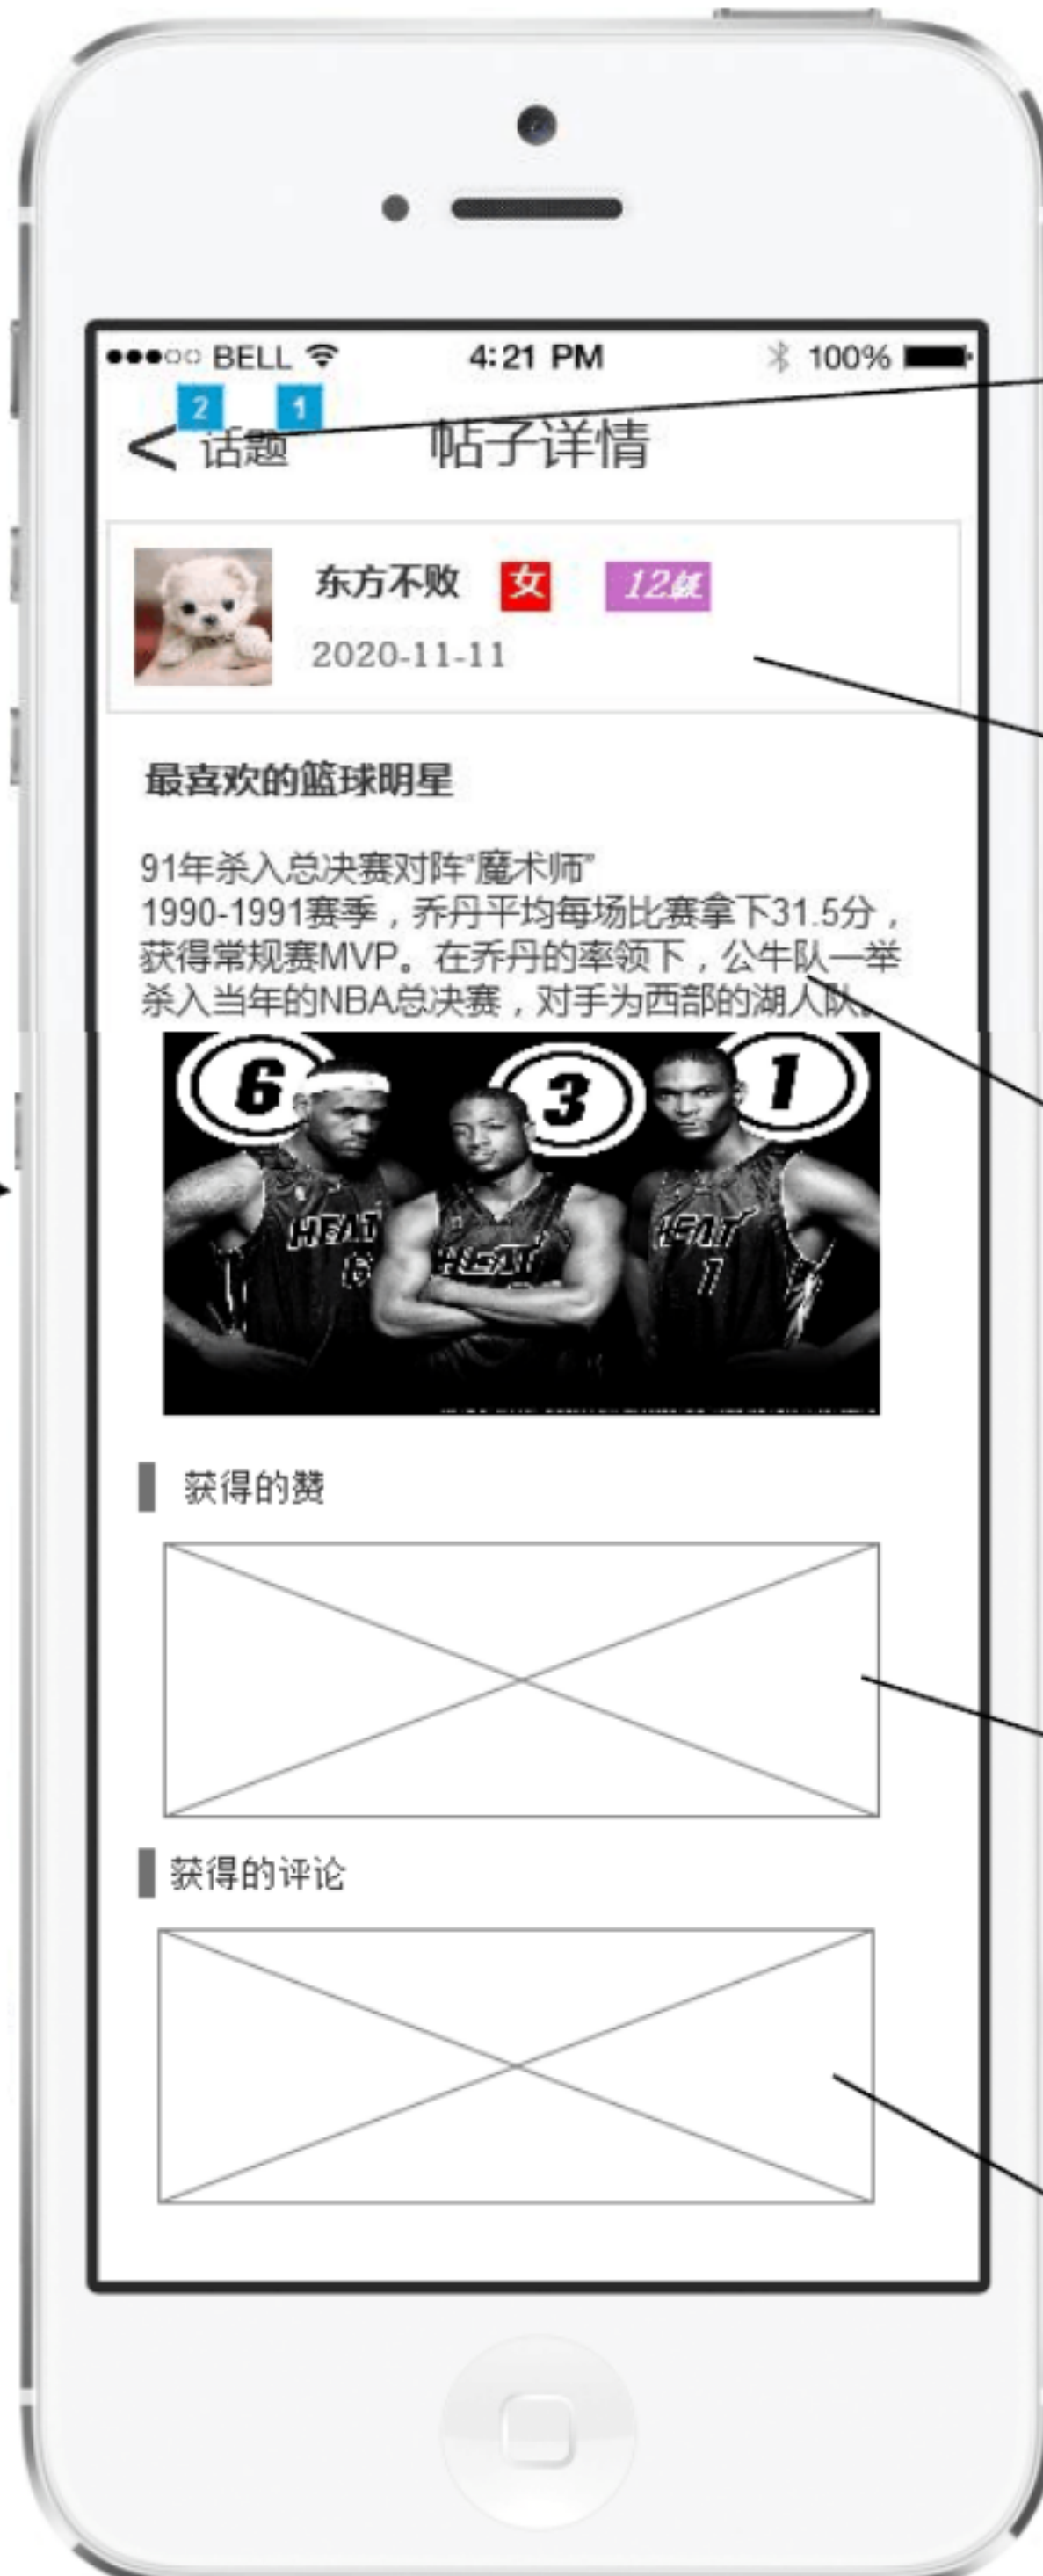 BELL 4:21 PM 100%
2 1
< 话题 帖子详情
东方不败 女 12级
2020-11-11
最喜欢的篮球明星
91年杀入总决赛对阵“魔术师”
1990-1991赛季，乔丹平均每场比赛拿下31.5分，
获得常规赛MVP。在乔丹的率领下，公牛队一举
杀入当年的NBA总决赛，对手为西部的湖人队。
6 3 1
HEAT HEAT HEAT
6 1
获得的赞
获得的评论